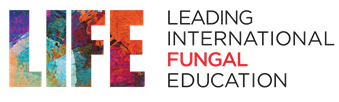 LIFE
LEADING
INTERNATIONAL
FUNGAL
EDUCATION